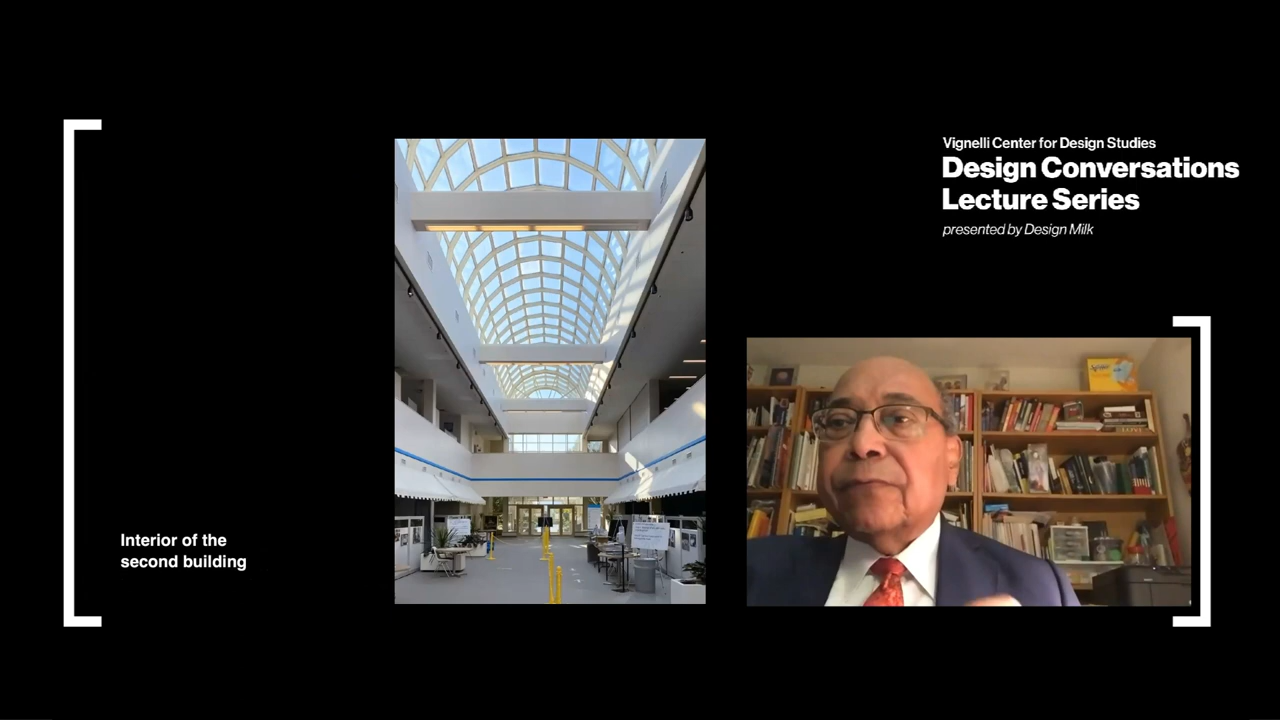 Vignelli Center for Design Studies
Design Conversations
Lecture Series
presented by Design Milk
Interior of the
second building